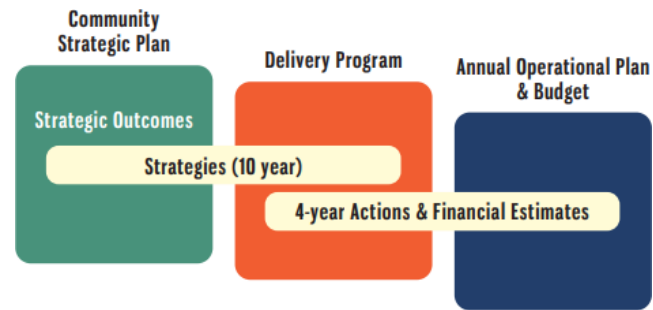 Community
Strategic Plan
Delivery Program
Annual Operational Plan
& Budget
Strategic Outcomes
Strategies (10 year)
4-year Actions & Financial Estimates